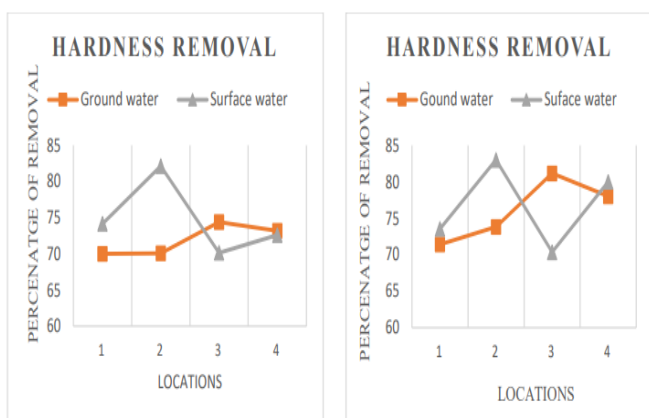 HARDNESS REMOVAL
PERCENATGE OF REMOVAL
Ground water
Surface water
85
80
75
70
65
60
1 2 3 4
LOCATIONS
HARDNESS REMOVAL
PERCENATGE OF REMOVAL
Gound water
Suface water
85
80
75
70
65
60
1 2 3 4
LOCATIONS